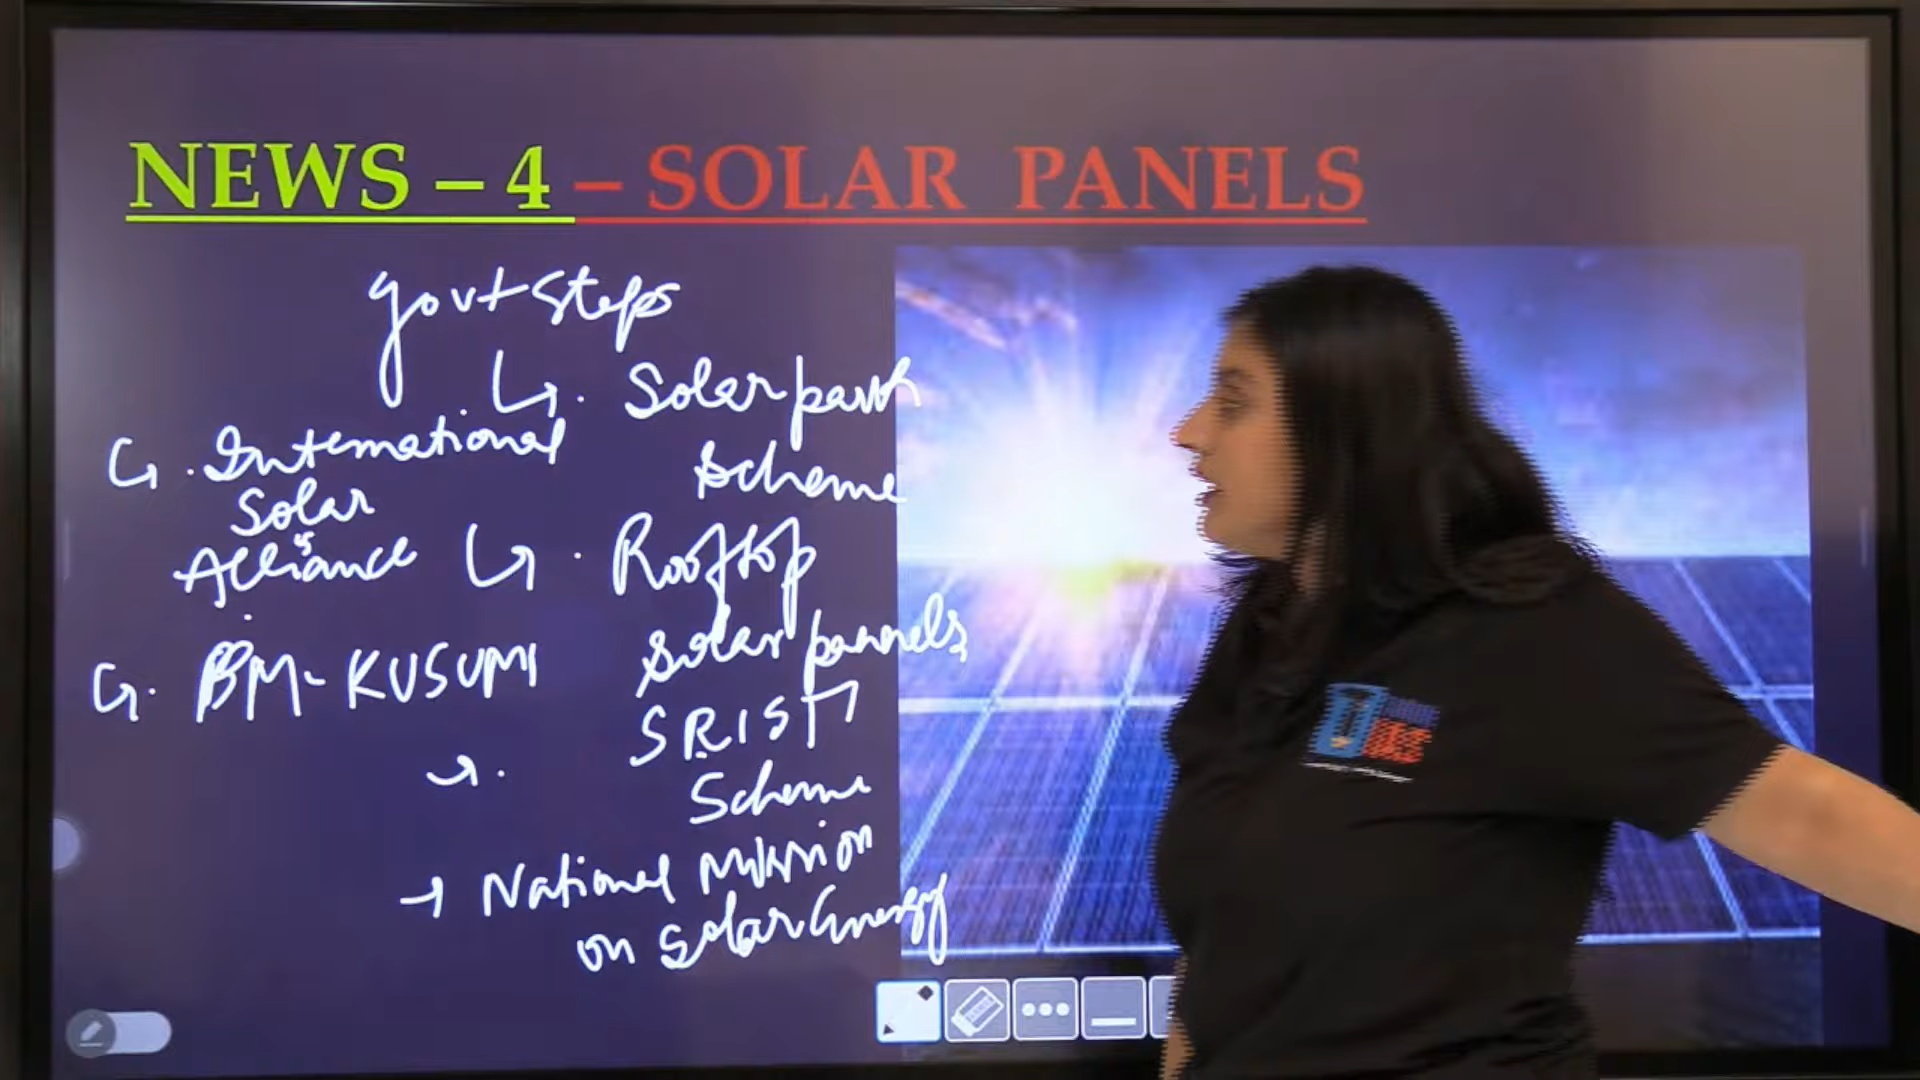 NEWS – 4 – SOLAR PANELS
Govt Steps
Solar park
Scheme
Rooftop
Solar pannels
SRISTI
Scheme
National Mission
on Solar Energy
International
Solar
Alliance
PM-KUSUM